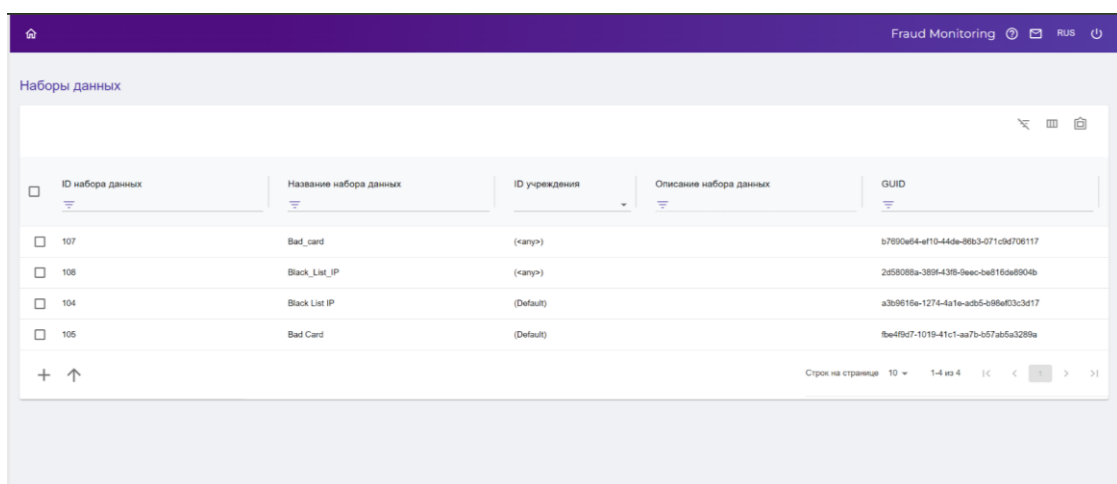 Fraud Monitoring RUS
Наборы данных
ID набора данных Название набора данных ID учреждения Описание набора данных GUID
107 Bad_card (<any>) b7690e64-ef10-44de-86b3-071c9d706117
108 Black_List_IP (<any>) 2d58088a-389f-43f8-9eec-be816de8904b
104 Black List IP (Default) a3b9616e-1274-4a1e-adb5-b98ef03c3d17
105 Bad Card (Default) fbe4f9d7-1019-41c1-aa7b-b57ab5a3289a
Строк на странице 10 1-4 из 4 1